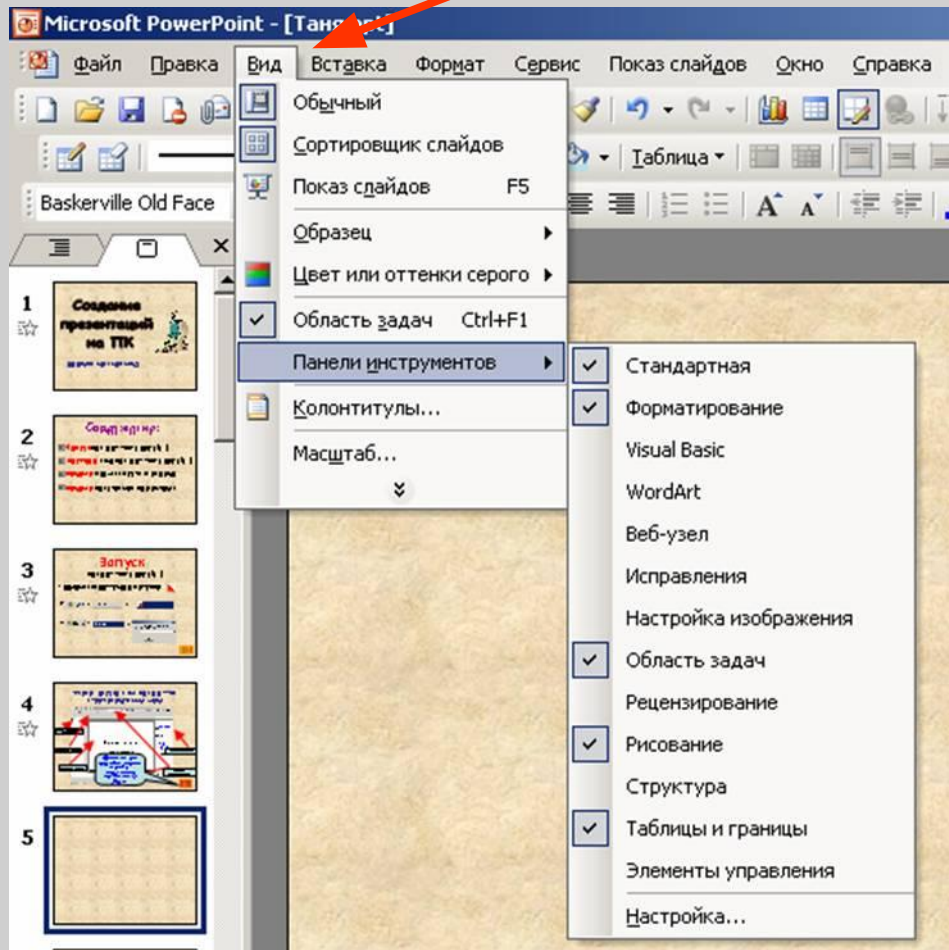 Microsoft PowerPoint - [Таня.ppt]
Файл Правка Вид Вставка Формат Сервис Показ слайдов Окно Справка
Таблица
Baskerville Old Face
Обычный
Сортировщик слайдов
Показ слайдов F5
Образец
Цвет или оттенки серого
Область задач Ctrl+F1
Панели инструментов
Колонтитулы...
Масштаб...
Стандартная
Форматирование
Visual Basic
WordArt
Веб-узел
Исправления
Настройка изображения
Область задач
Рецензирование
Рисование
Структура
Таблицы и границы
Элементы управления
Настройка...
1
Создание
презентаций
на ПК
2
3
Запуск
4
5